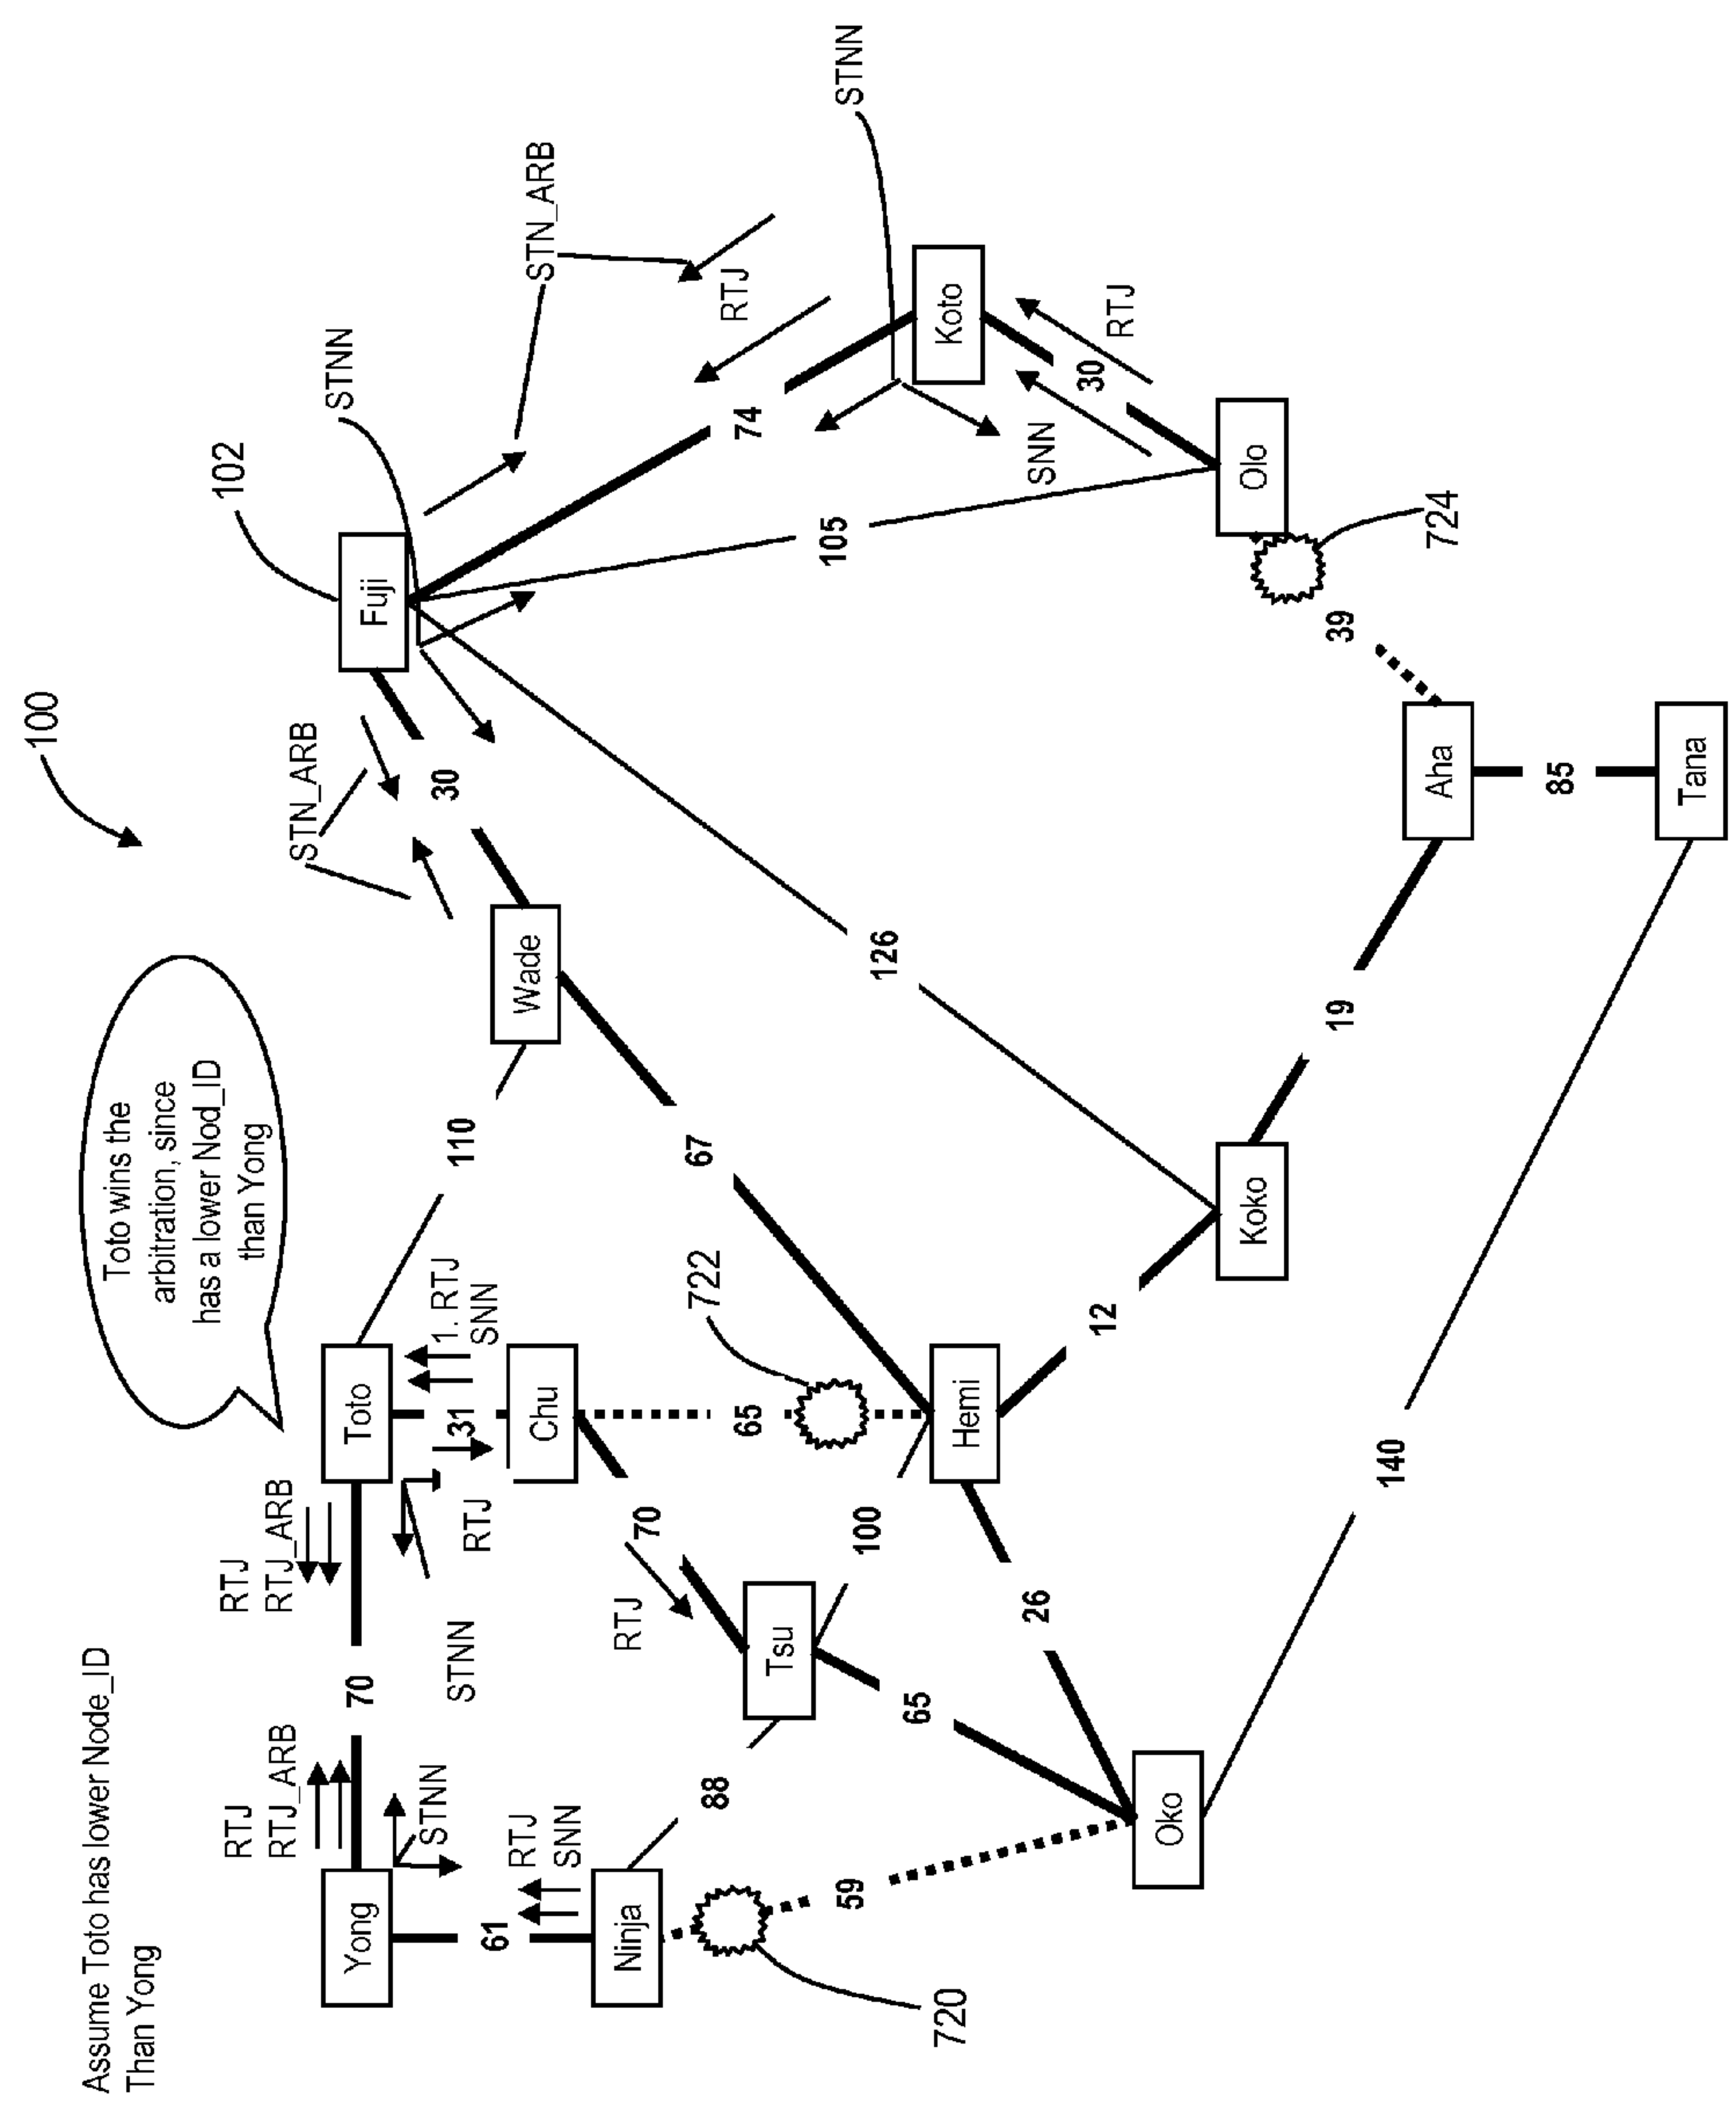 Assume Toto has lower Node_ID
Than Yong
100
Toto wins the
arbitration, since
has a lower Nod_ID
than Yong
RTJ
RTJ_ARB
RTJ
RTJ_ARB
STN_ARB
102
STNN
Yong
70
Toto
Fuji
STNN
STNN
RTJ
31
1. RTJ
SNN
110
30
61
RTJ
SNN
Chu
Wade
STN_ARB
Ninja
RTJ
70
88
65
722
67
74
RTJ
Tsu
105
STNN
59
100
126
720
65
Hemi
Koto
26
12
SNN
30
RTJ
Oko
Koko
Olo
140
19
39
724
Aha
85
Tana